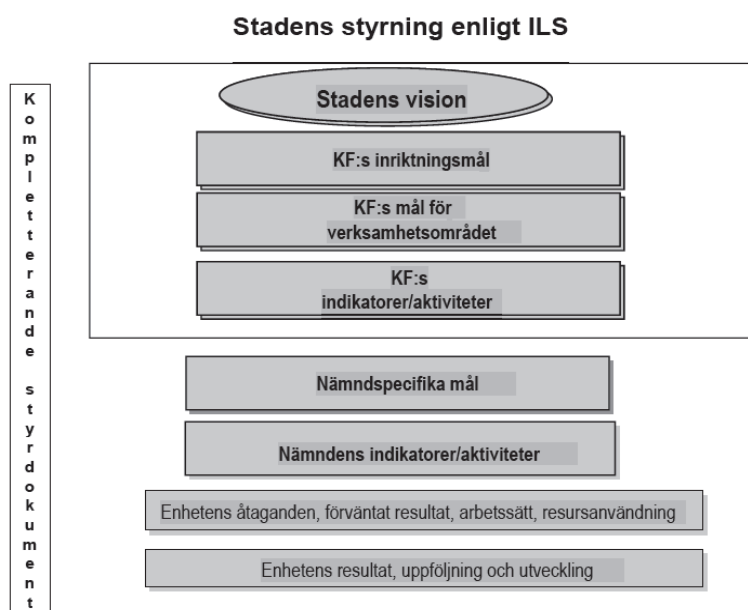 Stadens styrning enligt ILS
Kompletterande styrdokument
Stadens vision
KF:s inriktningsmål
KF:s mål för
verksamhetsområdet
KF:s
indikatorer/aktiviteter
Nämndspecifika mål
Nämndens indikatorer/aktiviteter
Enhetens åtaganden, förväntat resultat, arbetssätt, resursanvändning
Enhetens resultat, uppföljning och utveckling